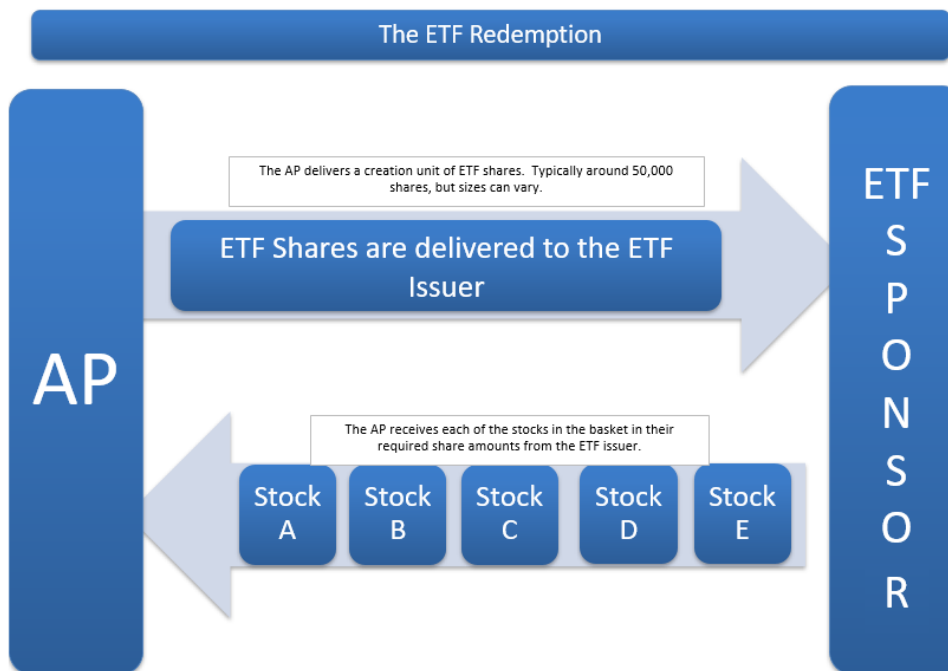 The ETF Redemption
The AP delivers a creation unit of ETF shares.  Typically around 50,000
shares, but sizes can vary.
ETF Shares are delivered to the ETF
Issuer
AP
The AP receives each of the stocks in the basket in their
required share amounts from the ETF issuer.
Stock
A
Stock
B
Stock
C
Stock
D
Stock
E
ETF
S
P
O
N
S
O
R